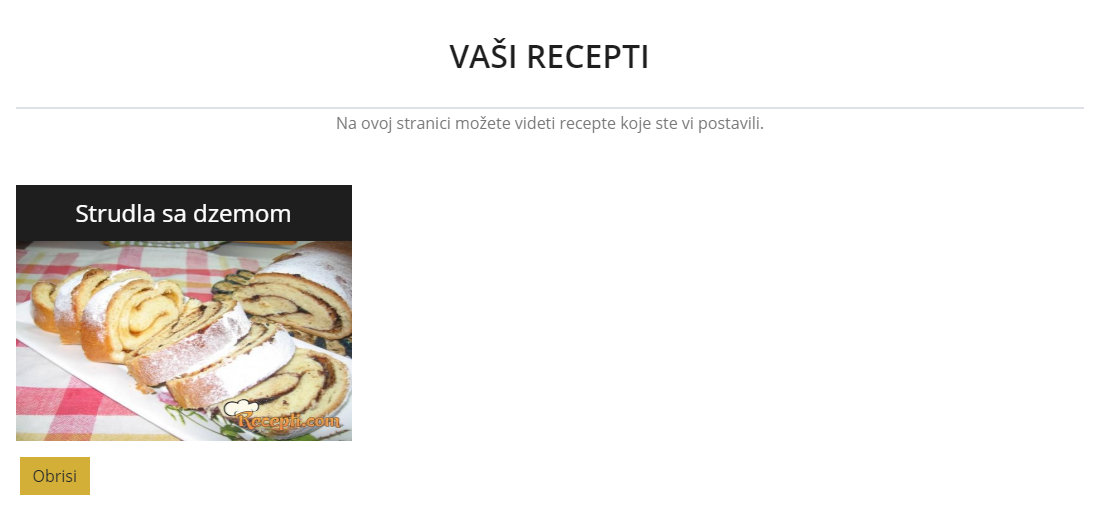 VAŠI RECEPTI
Na ovoj stranici možete videti recepte koje ste vi postavili.
Strudla sa dzemom
Recepti.com
Obrisi